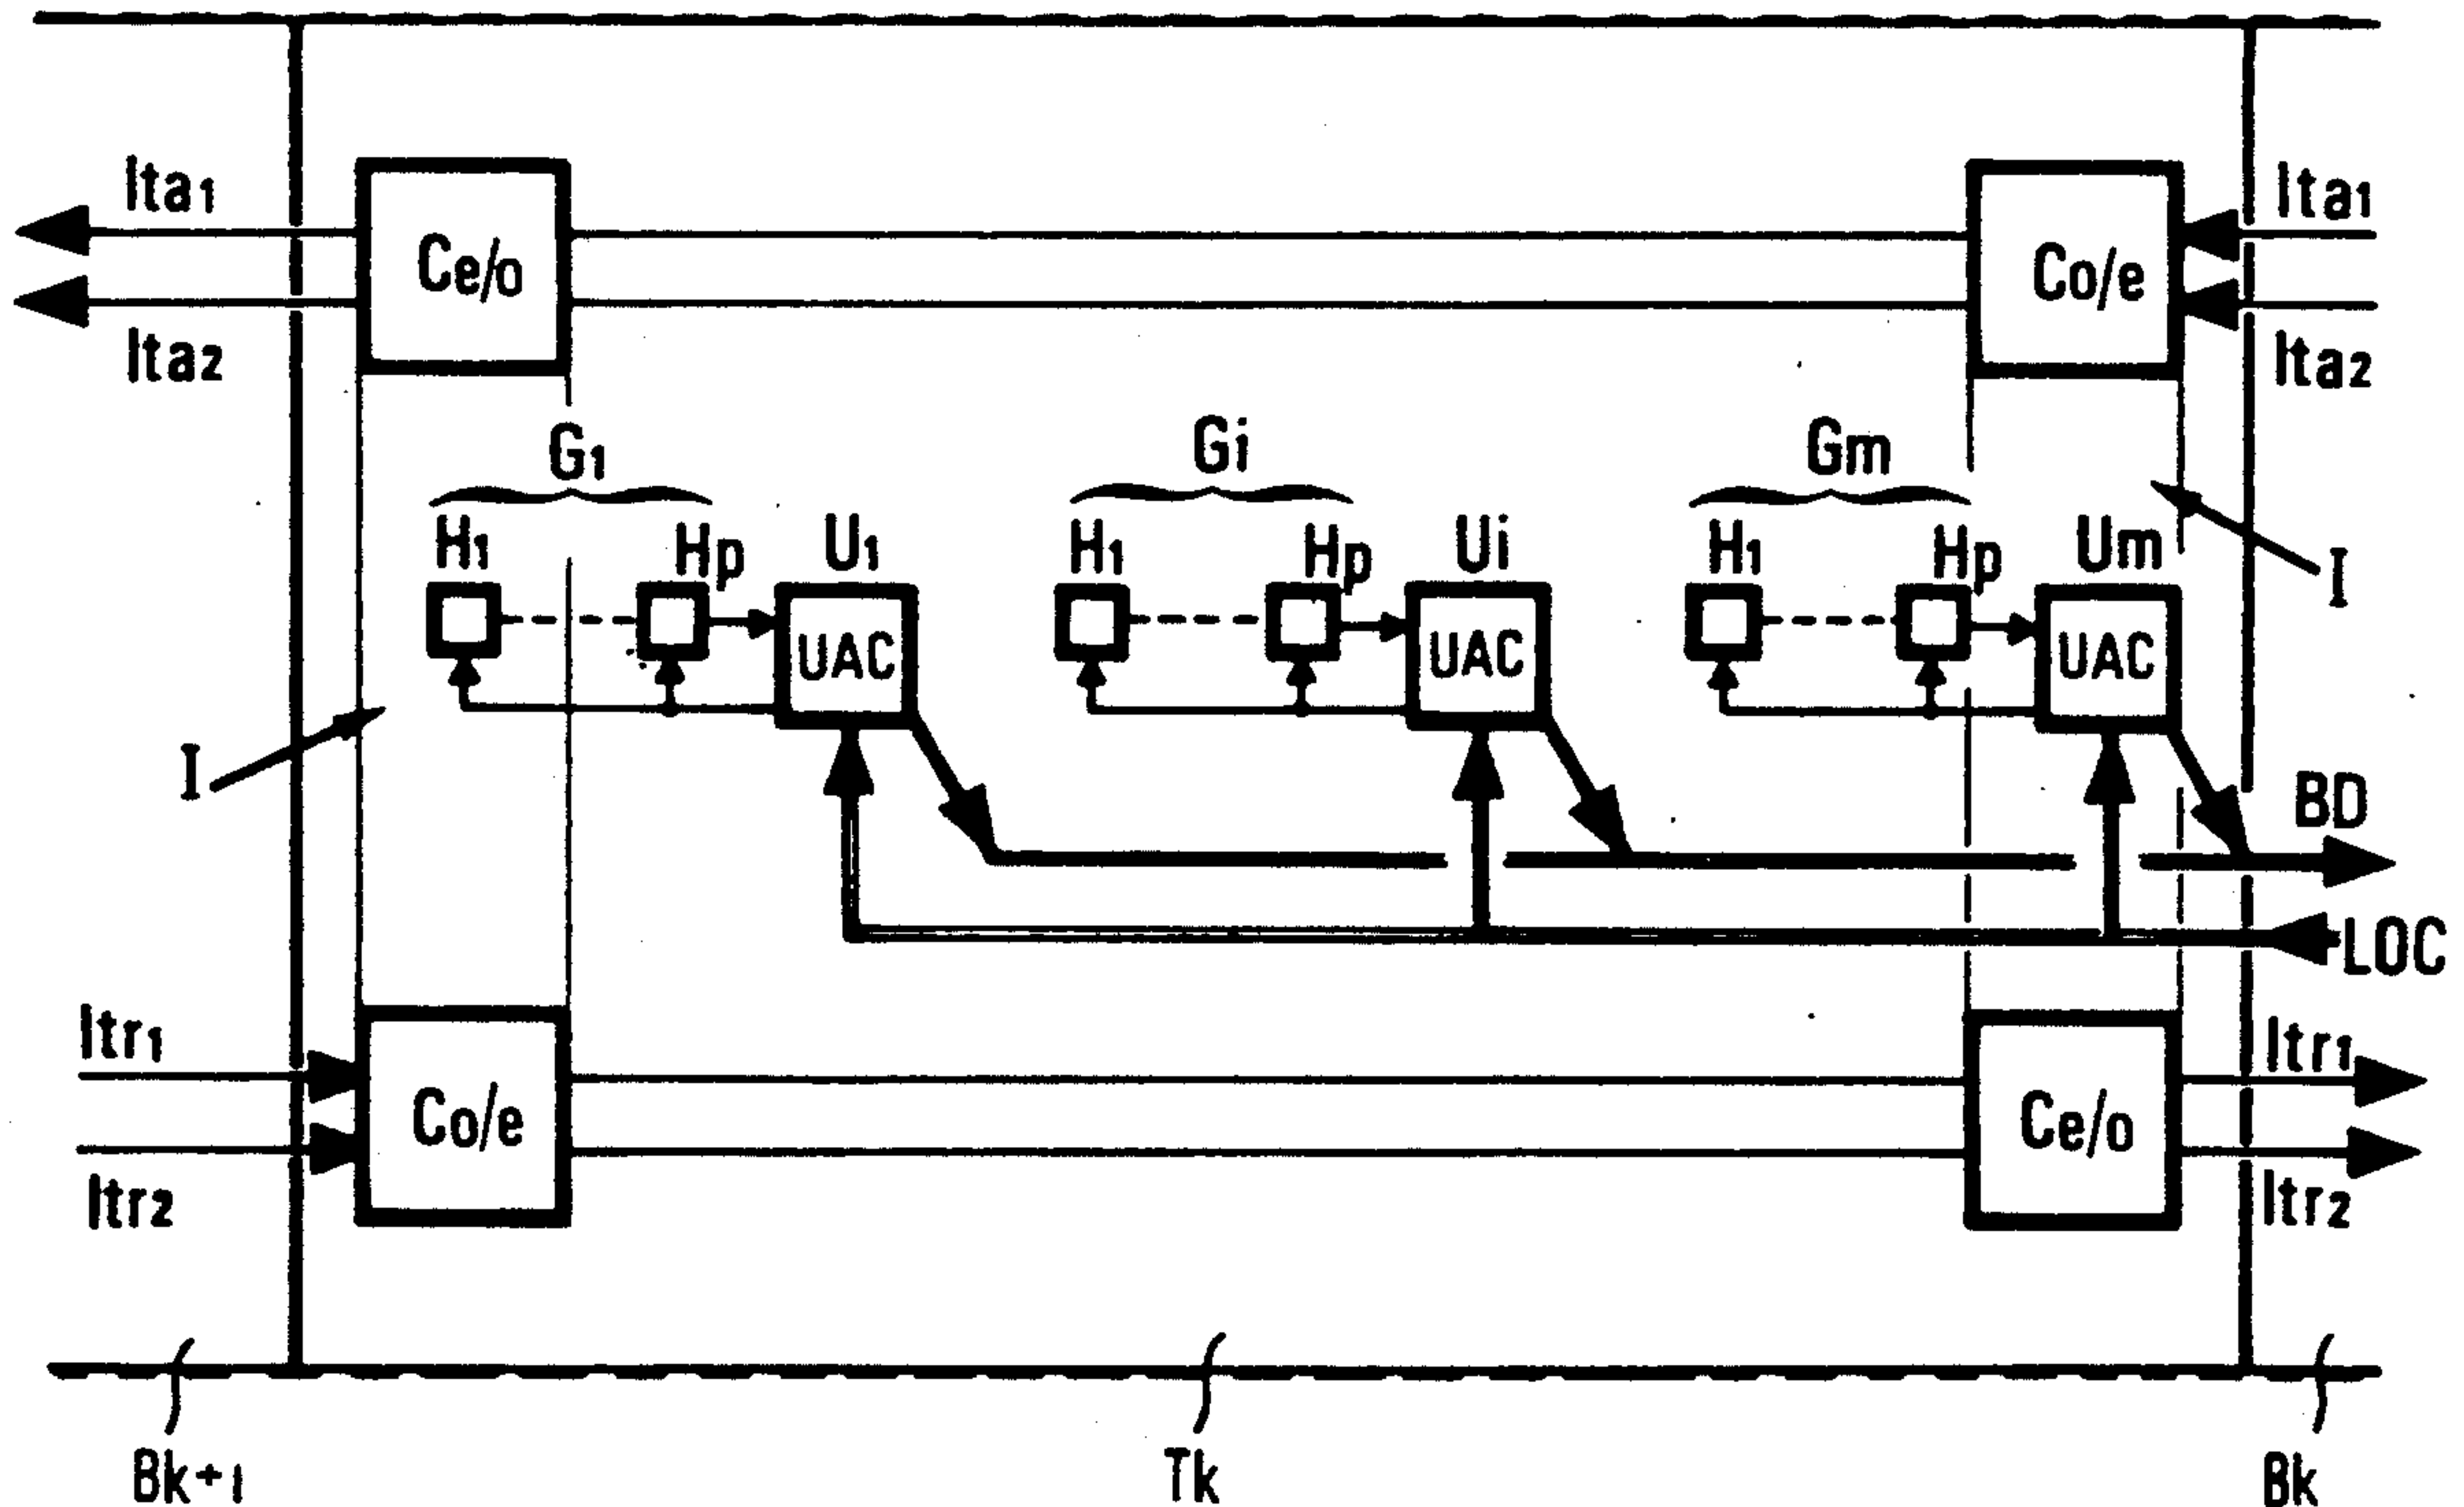 Ita1
Ita1
Ce/o
Co/e
Ita2
Ita2
G1
Gi
Gm
H1
Hp
U1
H1
Hp
Ui
H1
Hp
Um
I
UAC
UAC
UAC
I
BD
LOC
Itr1
Itr1
Co/e
Ce/o
Itr2
Itr2
Bk+1
Tk
Bk